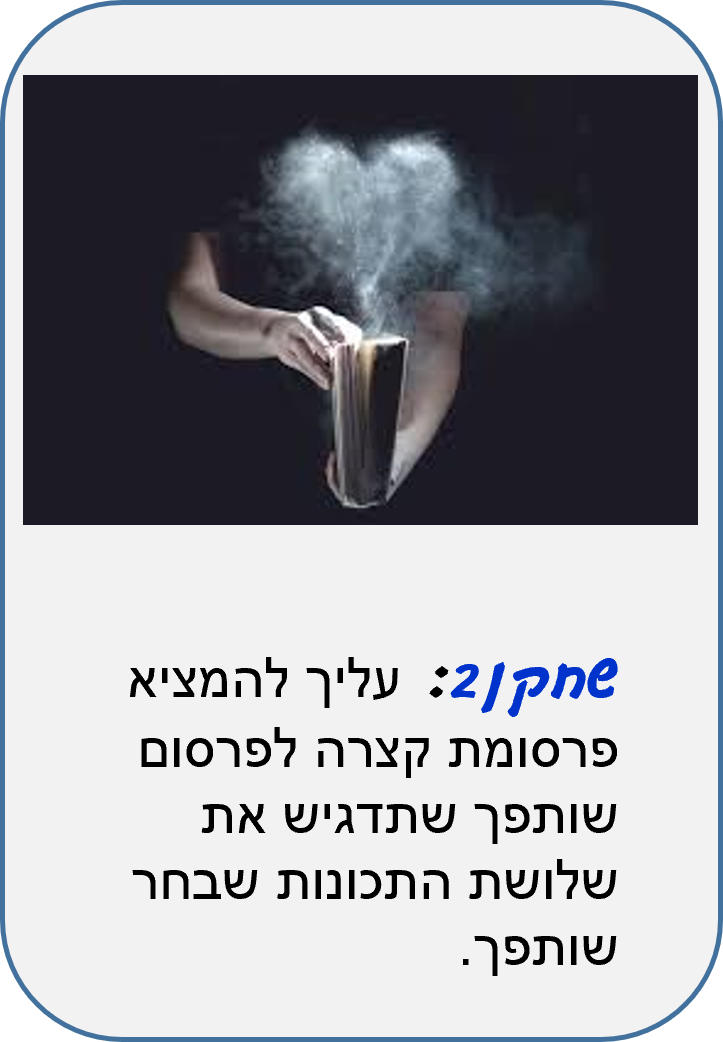 שחקן2: עליך להמציא
פרסומת קצרה לפרסום
שותפך שתדגיש את
שלושת התכונות שבחר
שותפך.